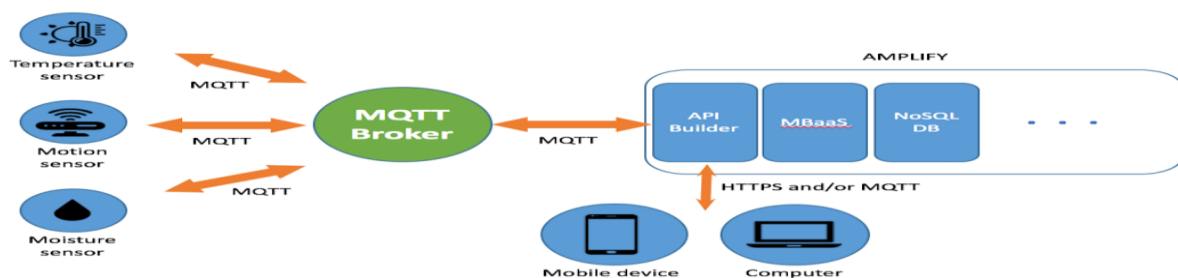 Temperature
sensor
MQTT
Motion
sensor
MQTT
Moisture
sensor
MQTT
MQTT
Broker
MQTT
AMPLIFY
API
Builder
MBaaS
NoSQL
DB
. . .
HTTPS and/or MQTT
Mobile device
Computer